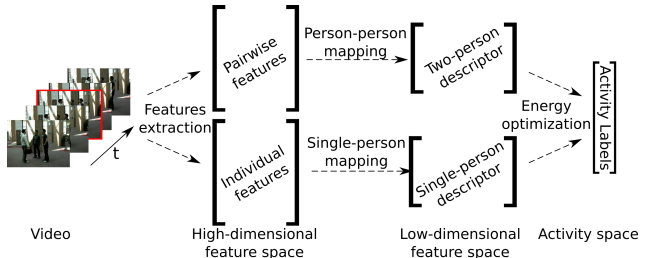 Person-person
mapping
Pairwise
features
Two-person
descriptor
Features
extraction
t
Energy
optimization
Activity Labels
Single-person
mapping
Individual
features
Single-person
descriptor
Video
High-dimensional
feature space
Low-dimensional
feature space
Activity space